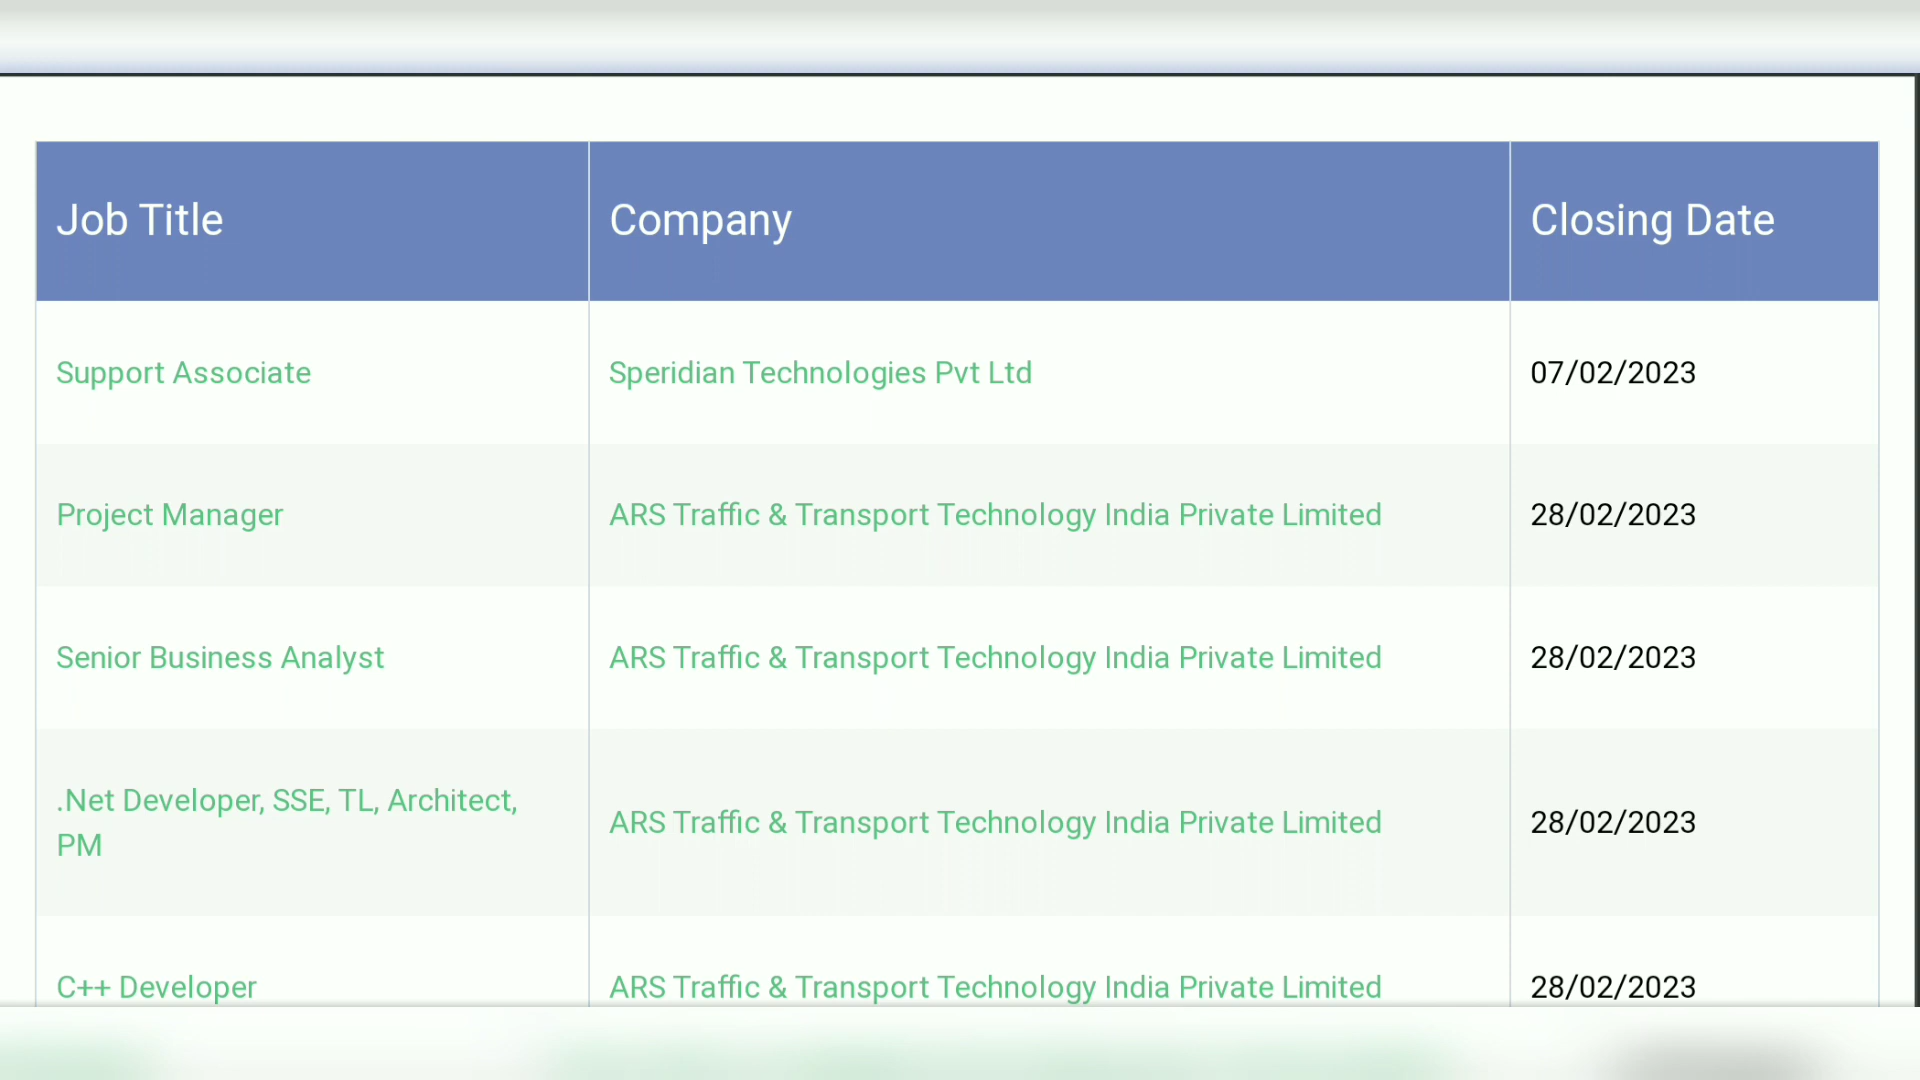 Job Title Company Closing Date
Support Associate Speridian Technologies Pvt Ltd 07/02/2023
Project Manager ARS Traffic & Transport Technology India Private Limited 28/02/2023
Senior Business Analyst ARS Traffic & Transport Technology India Private Limited 28/02/2023
.Net Developer, SSE, TL, Architect,
PM
ARS Traffic & Transport Technology India Private Limited 28/02/2023
C++ Developer ARS Traffic & Transport Technology India Private Limited 28/02/2023